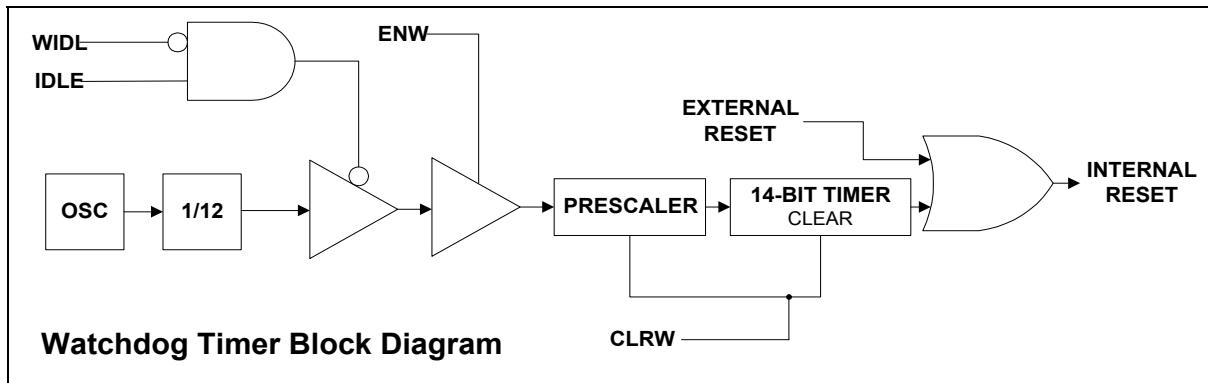 WIDL
IDLE
ENW
EXTERNAL
RESET
OSC
1/12
PRESCALER
14-BIT TIMER
CLEAR
INTERNAL
RESET
CLRW
Watchdog Timer Block Diagram